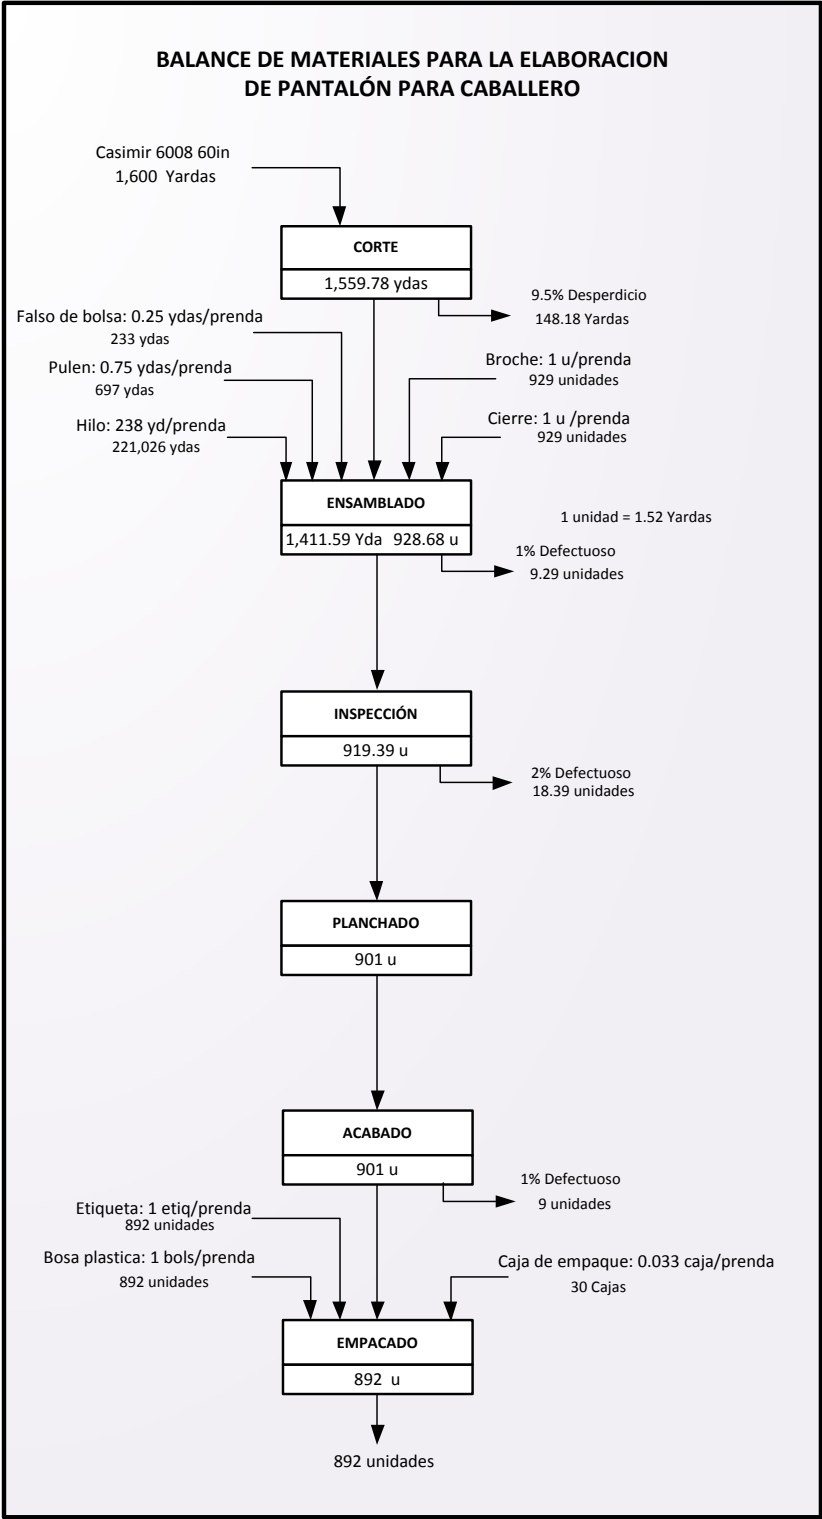 BALANCE DE MATERIALES PARA LA ELABORACION
DE PANTALÓN PARA CABALLERO
Casimir 6008 60in
1,600 Yardas
CORTE
1,559.78 ydas
9.5% Desperdicio
148.18 Yardas
Falso de bolsa: 0.25 ydas/prenda
233 ydas
Pulen: 0.75 ydas/prenda
697 ydas
Hilo: 238 yd/prenda
221,026 ydas
Broche: 1 u/prenda
929 unidades
Cierre: 1 u /prenda
929 unidades
ENSAMBLADO
1,411.59 Yda 928.68 u
1 unidad = 1.52 Yardas
1% Defectuoso
9.29 unidades
INSPECCIÓN
919.39 u
2% Defectuoso
18.39 unidades
PLANCHADO
901 u
ACABADO
901 u
1% Defectuoso
9 unidades
Etiqueta: 1 etiq/prenda
892 unidades
Bosa plastica: 1 bols/prenda
892 unidades
Caja de empaque: 0.033 caja/prenda
30 Cajas
EMPACADO
892 u
892 unidades